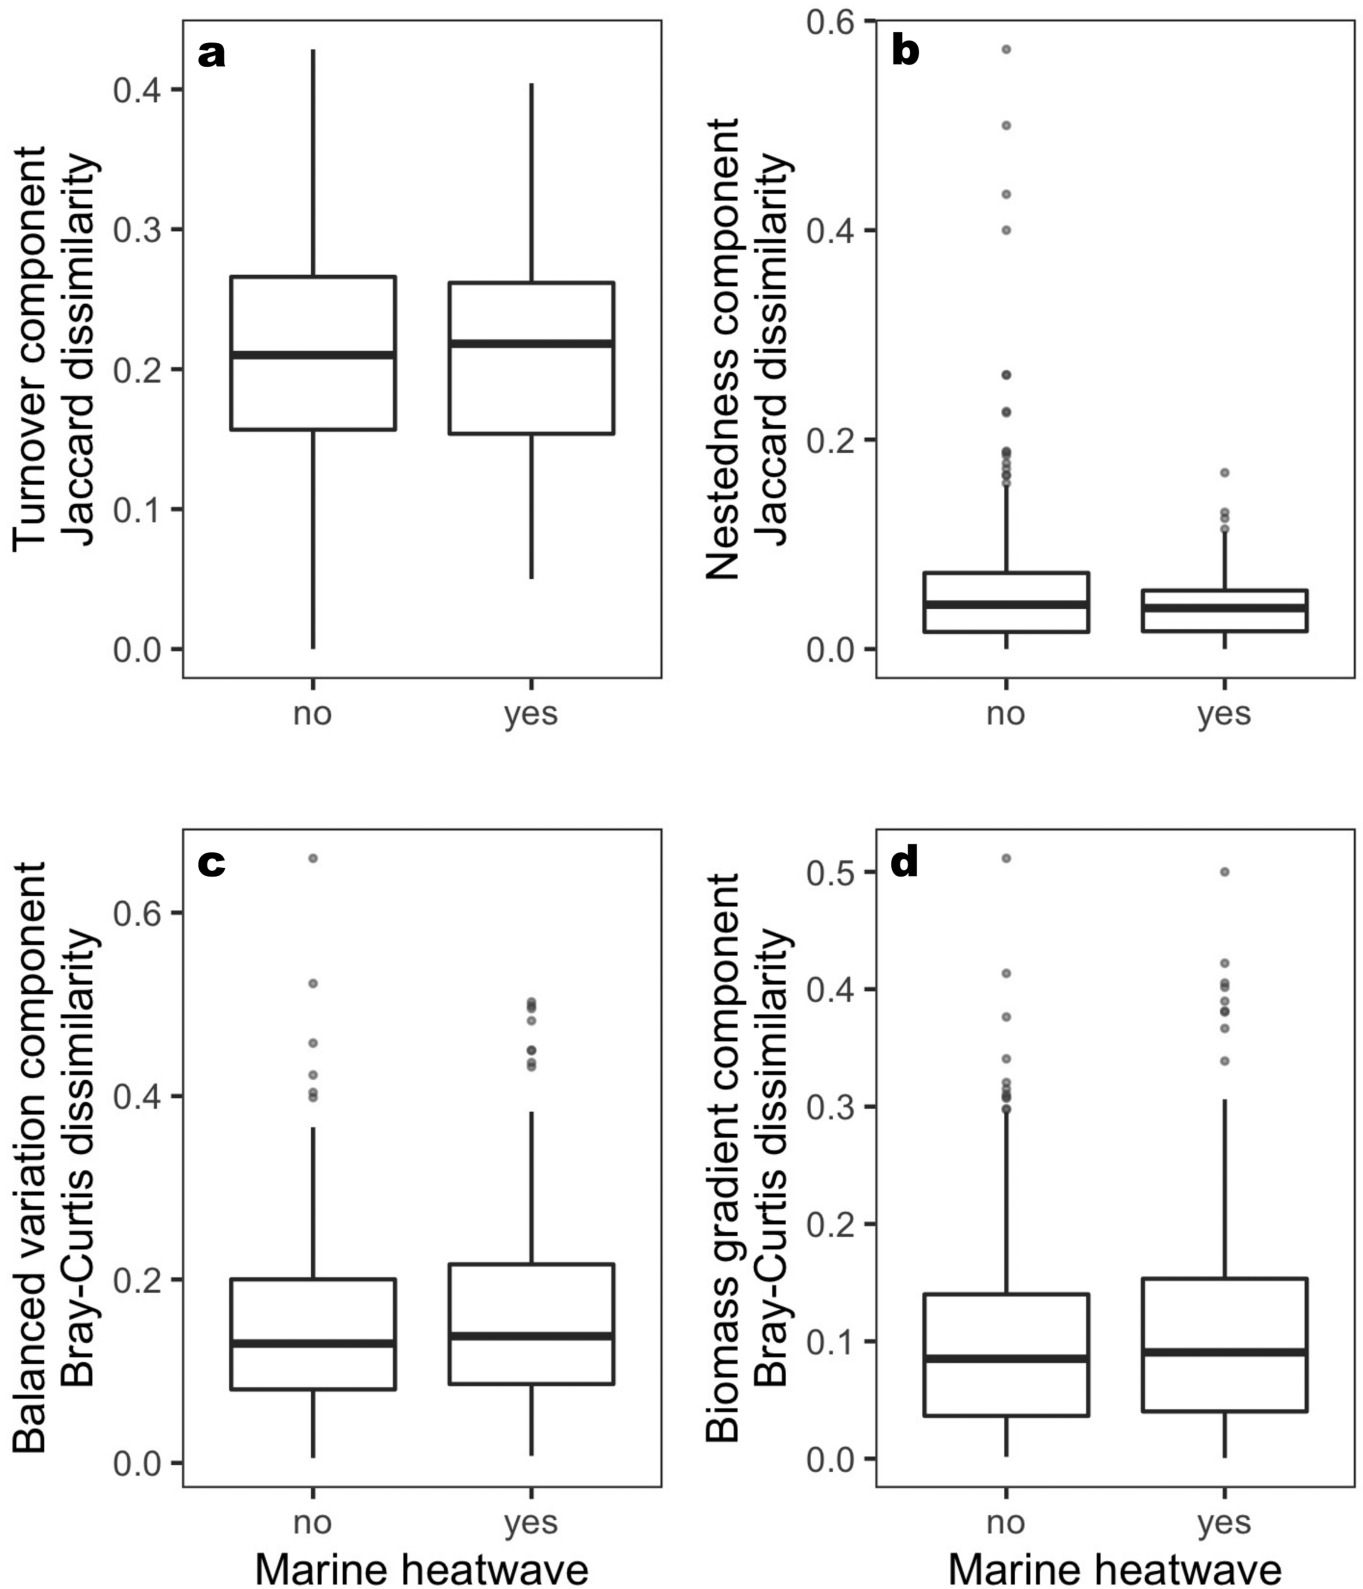 a
Turnover component
Jaccard dissimilarity
0.4
0.3
0.2
0.1
0.0
no yes
b
Nestedness component
Jaccard dissimilarity
0.6
0.4
0.2
0.0
no yes
c
Balanced variation component
Bray-Curtis dissimilarity
0.6
0.4
0.2
0.0
no yes
Marine heatwave
d
Biomass gradient component
Bray-Curtis dissimilarity
0.5
0.4
0.3
0.2
0.1
0.0
no yes
Marine heatwave